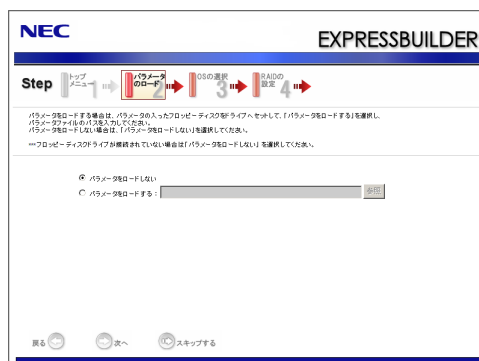 NEC
EXPRESSBUILDER
Step トップメニュー 1 パラメータのロード 2 OSの選択 3 RAIDの設定 4
パラメータをロードする場合は、パラメータの入ったフロッピーディスクをドライブへセットして、「パラメータをロードする」を選択し、
パラメータファイルのパスを入力してください。
パラメータをロードしない場合は、「パラメータをロードしない」を選択してください。
***フロッピーディスクドライブが接続されていない場合は「パラメータをロードしない」を選択してください。
パラメータをロードしない
パラメータをロードする： 参照
戻る 次へ スキップする